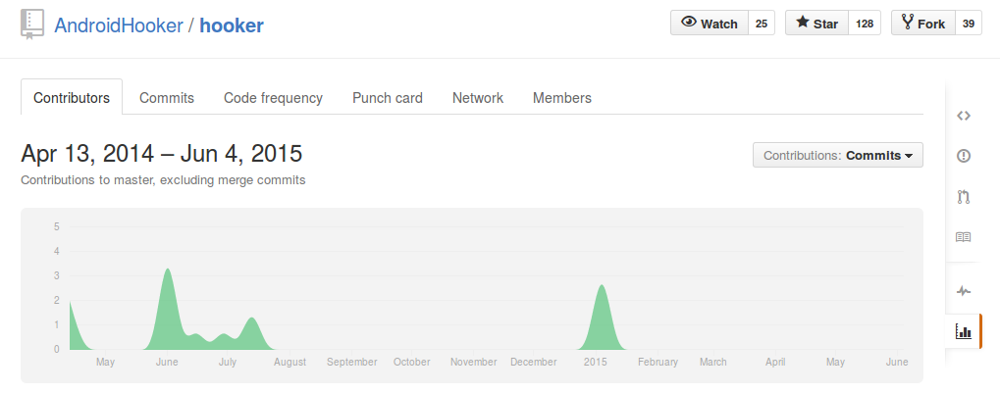 AndroidHooker / hooker
Watch 25 Star 128 Fork 39
Contributors Commits Code frequency Punch card Network Members
Apr 13, 2014 – Jun 4, 2015
Contributions: Commits
Contributions to master, excluding merge commits
5
4
3
2
1
0
May June July August September October November December 2015 February March April May June